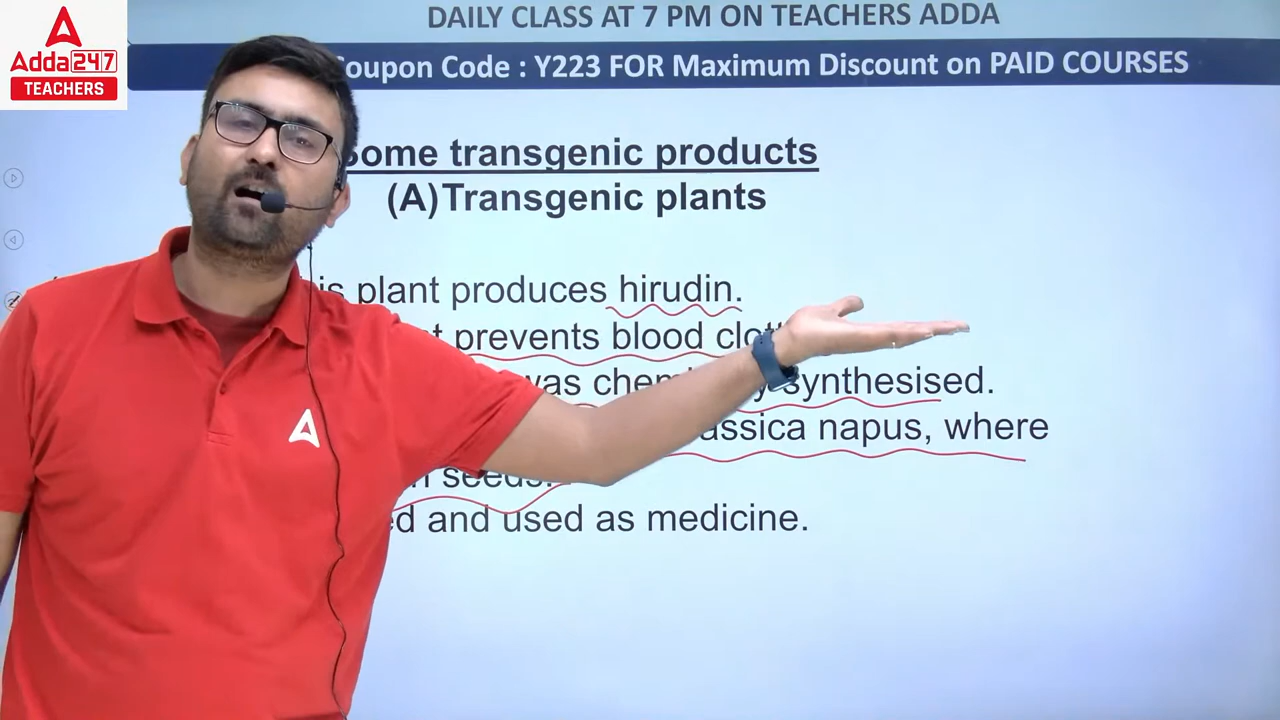 DAILY CLASS AT 7 PM ON TEACHERS ADDA
Adda247
TEACHERS
Coupon Code : Y223 FOR Maximum Discount on PAID COURSES
Some transgenic products
(A)Transgenic plants
plant produces hirudin.
prevents blood
was synthesised.
napus, where
seeds.
and used as medicine.